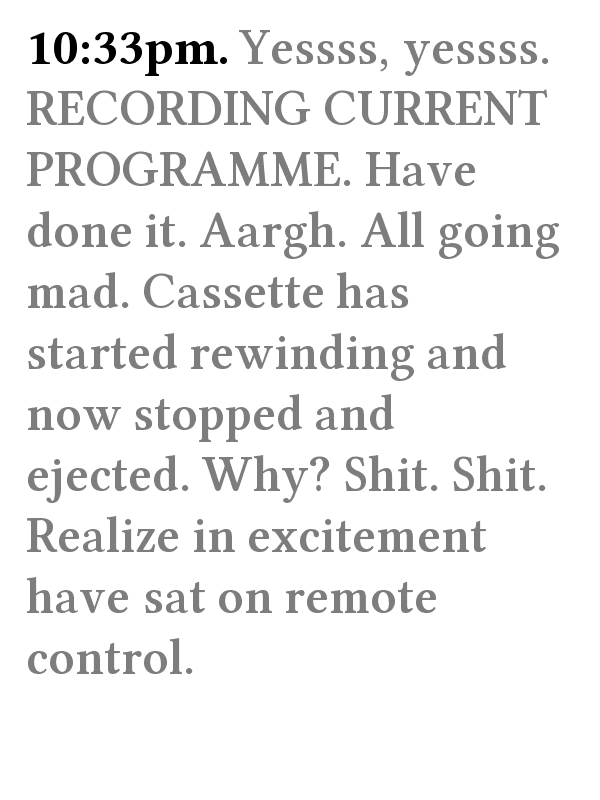 10:33pm. Yessss, yessss.
RECORDING CURRENT
PROGRAMME. Have
done it. Aargh. All going
mad. Cassette has
started rewinding and
now stopped and
ejected. Why? Shit. Shit.
Realize in excitement
have sat on remote
control.